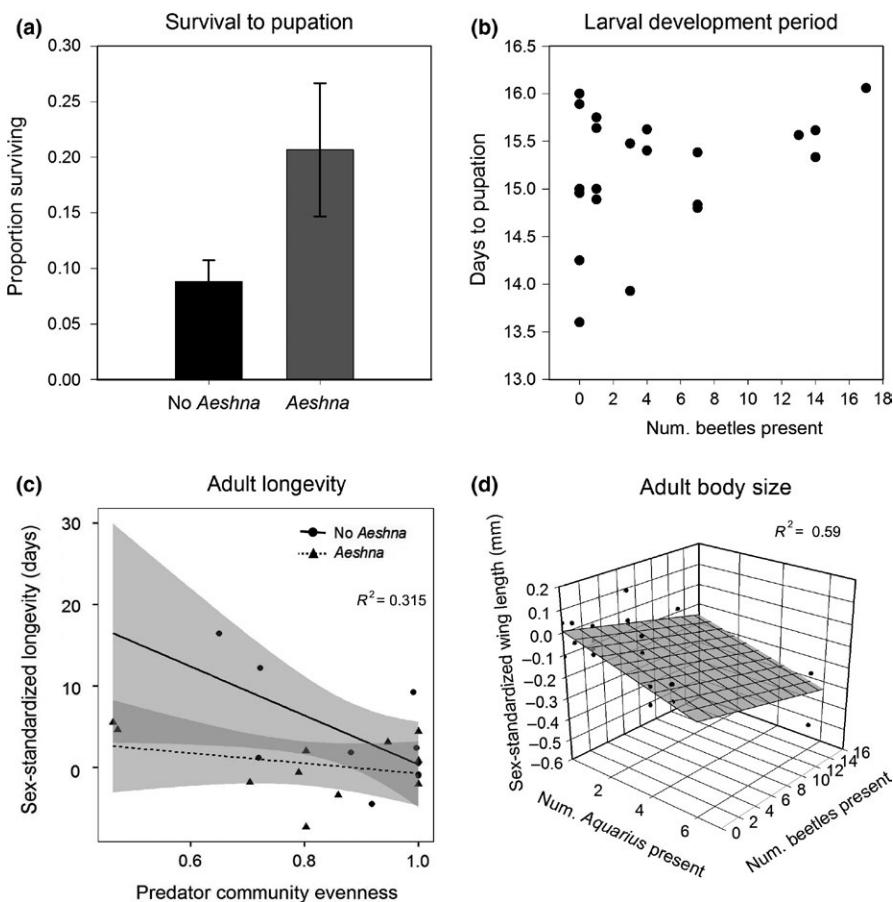 (a)
Survival to pupation
Proportion surviving
0.30
0.25
0.20
0.15
0.10
0.05
0.00
No Aeshna
Aeshna
(b)
Larval development period
Days to pupation
16.5
16.0
15.5
15.0
14.5
14.0
13.5
13.0
0 2 4 6 8 10 12 14 16 18
Num. beetles present
(c)
Adult longevity
Sex-standardized longevity (days)
30
20
10
0
No Aeshna
Aeshna
R² = 0.315
0.6 0.8 1.0
Predator community evenness
(d)
Adult body size
R² = 0.59
Sex-standardized wing length (mm)
0.2
0.1
0.0
−0.1
−0.2
−0.3
−0.4
−0.5
−0.6
2 4 6
Num. Aquarius present
0 2 4 6 8 10 12 14 16
Num. beetles present